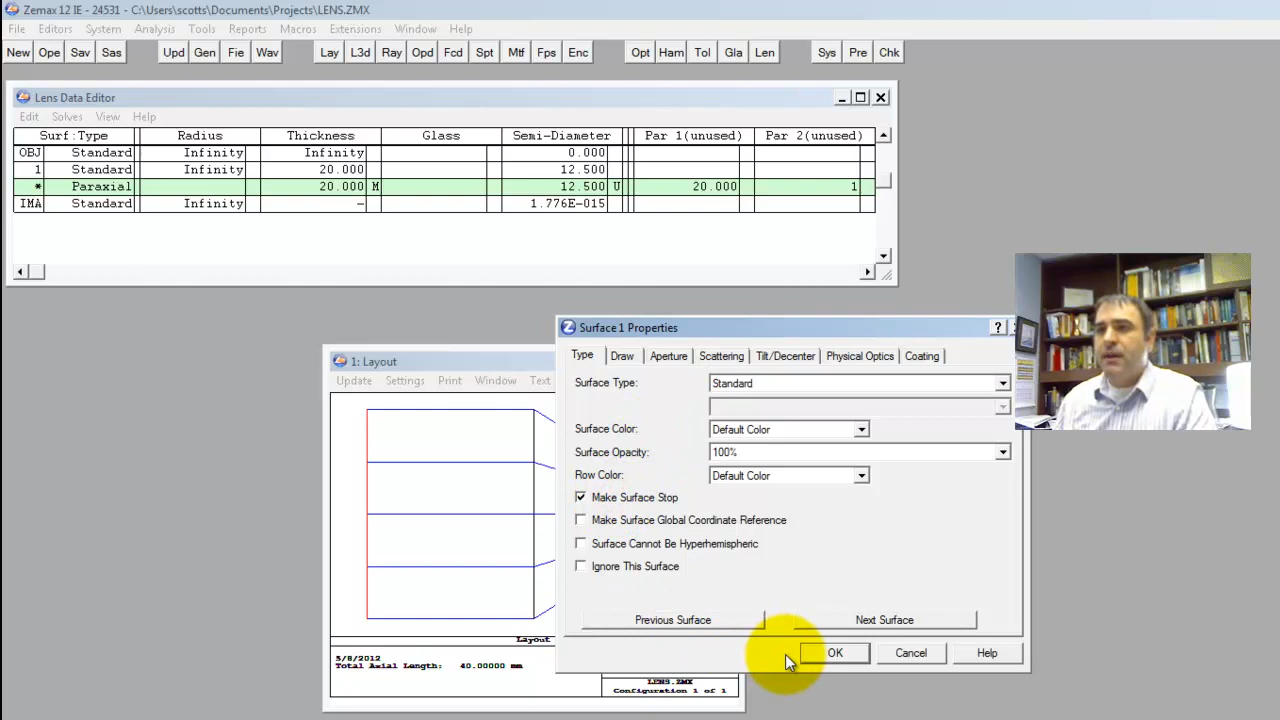 Zemax 12 IE - 24531 - C:\Users\scotts\Documents\Projects\LENS.ZMX
File Editors System Analysis Tools Reports Macros Extensions Window Help
New Ope Sav Sas Upd Gen Fie Wav Lay L3d Ray Opd Fcd Spt Mtf Fps Enc Opt Ham Tol Gla Len Sys Pre Chk
Lens Data Editor
Edit Solves View Help
Surf:Type Radius Thickness Glass Semi-Diameter Par 1(unused) Par 2(unused)
OBJ Standard Infinity Infinity 0.000
1 Standard Infinity 20.000 12.500
* Paraxial 20.000 M 12.500 U 20.000 1
IMA Standard Infinity - 1.776E-015
Surface 1 Properties
Type Draw Aperture Scattering Tilt/Decenter Physical Optics Coating
Surface Type: Standard
Surface Color: Default Color
Surface Opacity: 100%
Row Color: Default Color
Make Surface Stop
Make Surface Global Coordinate Reference
Surface Cannot Be Hyperhemispheric
Ignore This Surface
Previous Surface Next Surface
OK Cancel Help
1: Layout
Update Settings Print Window Text
Layout
5/8/2012
Total Axial Length: 40.00000 mm
LENS.ZMX
Configuration 1 of 1